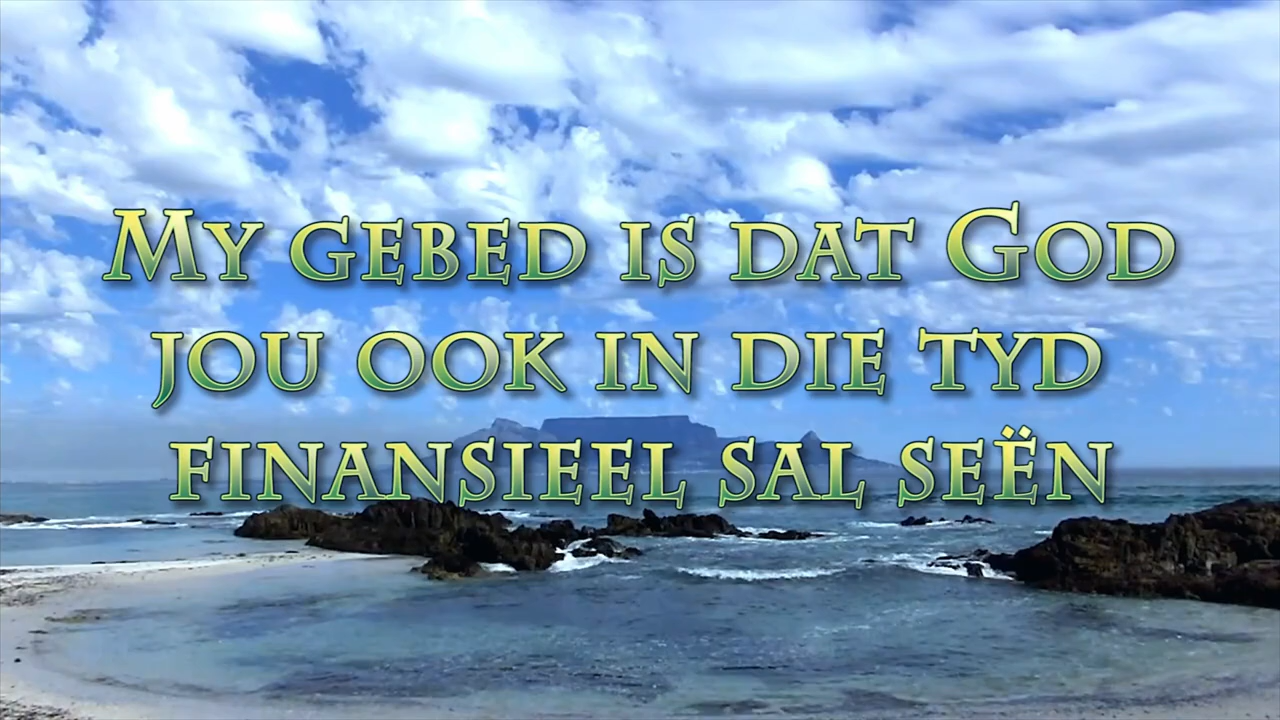 My gebed is dat God
jou ook in die tyd
finansieel sal seën